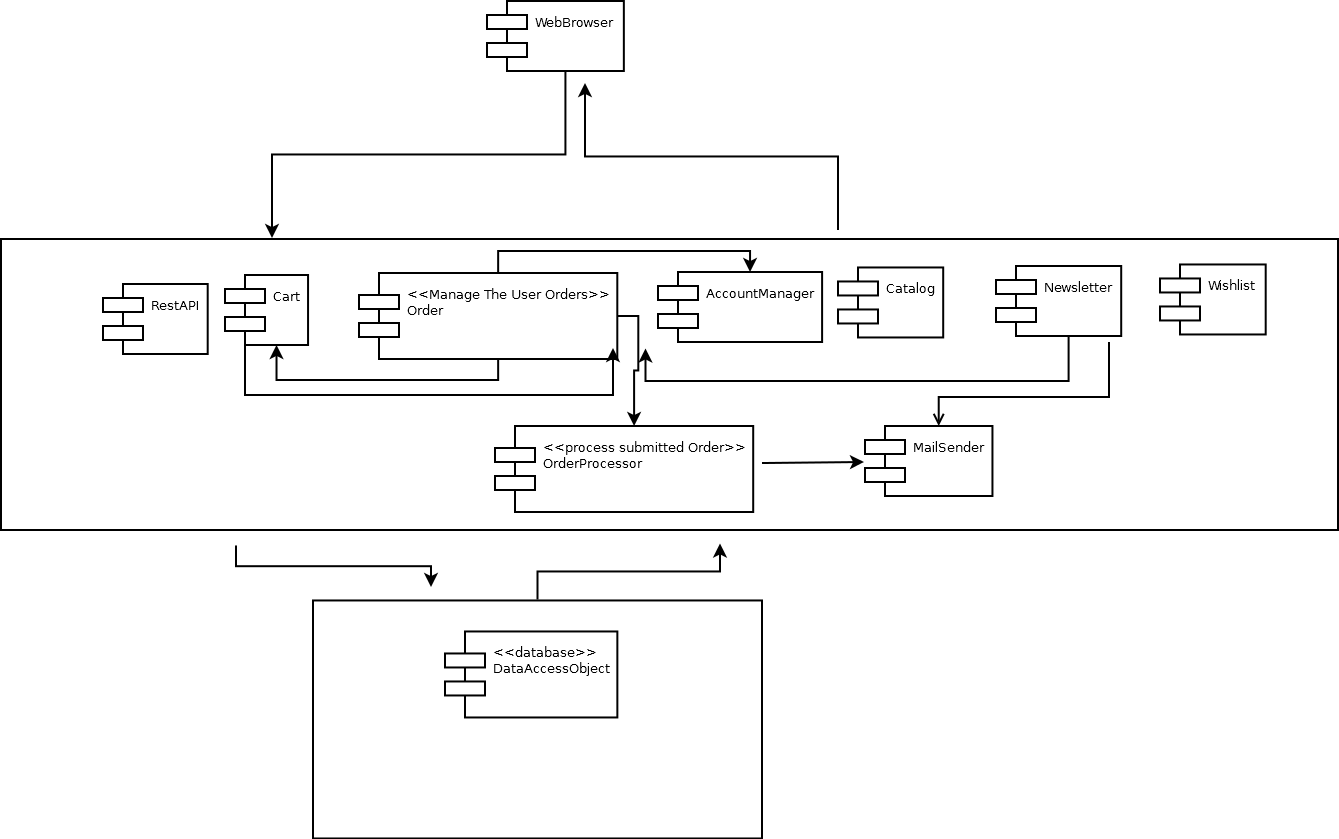 WebBrowser
RestAPI
Cart
<<Manage The User Orders>>
Order
AccountManager
Catalog
Newsletter
Wishlist
<<process submitted Order>>
OrderProcessor
MailSender
<<database>>
DataAccessObject